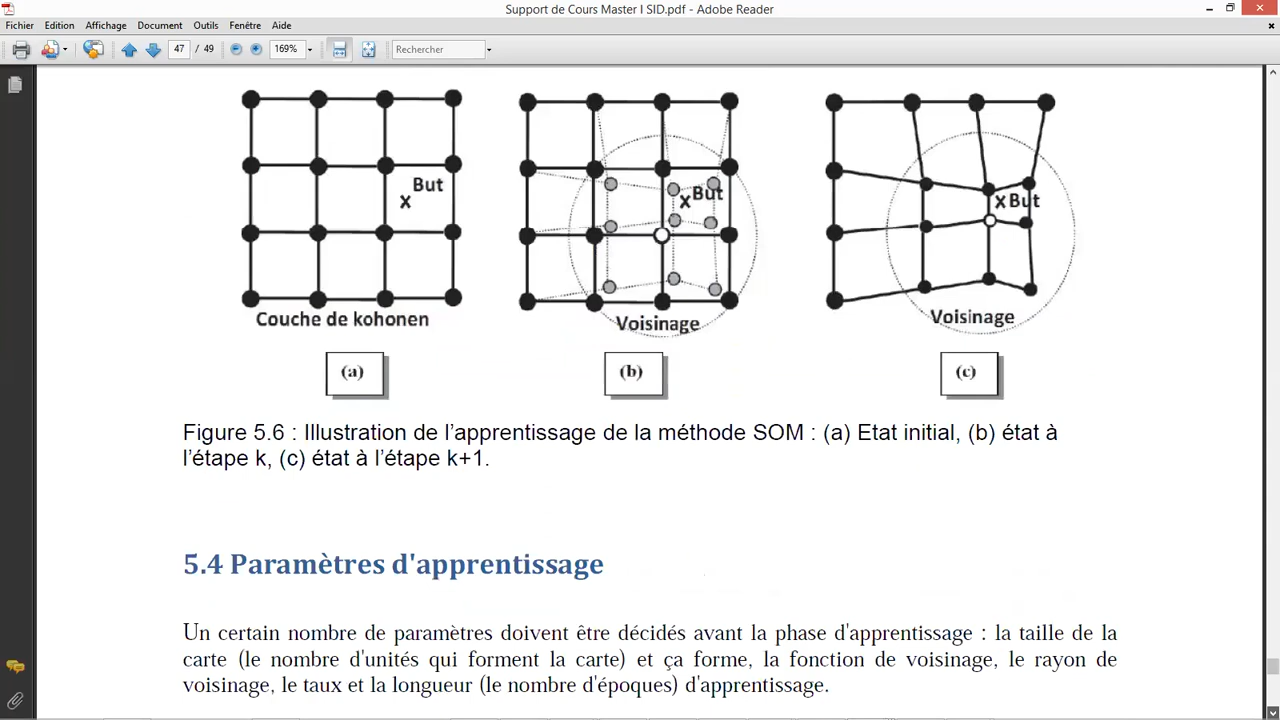 Support de Cours Master I SID.pdf - Adobe Reader
Fichier Edition Affichage Document Outils Fenêtre Aide
47 / 49 169% Rechercher
But
x
Couche de kohonen
(a)
But
x
Voisinage
(b)
xBut
Voisinage
(c)
Figure 5.6 : Illustration de l'apprentissage de la méthode SOM : (a) Etat initial, (b) état à
l'étape k, (c) état à l'étape k+1.
5.4 Paramètres d'apprentissage
Un certain nombre de paramètres doivent être décidés avant la phase d'apprentissage : la taille de la
carte (le nombre d'unités qui forment la carte) et ça forme, la fonction de voisinage, le rayon de
voisinage, le taux et la longueur (le nombre d'époques) d'apprentissage.